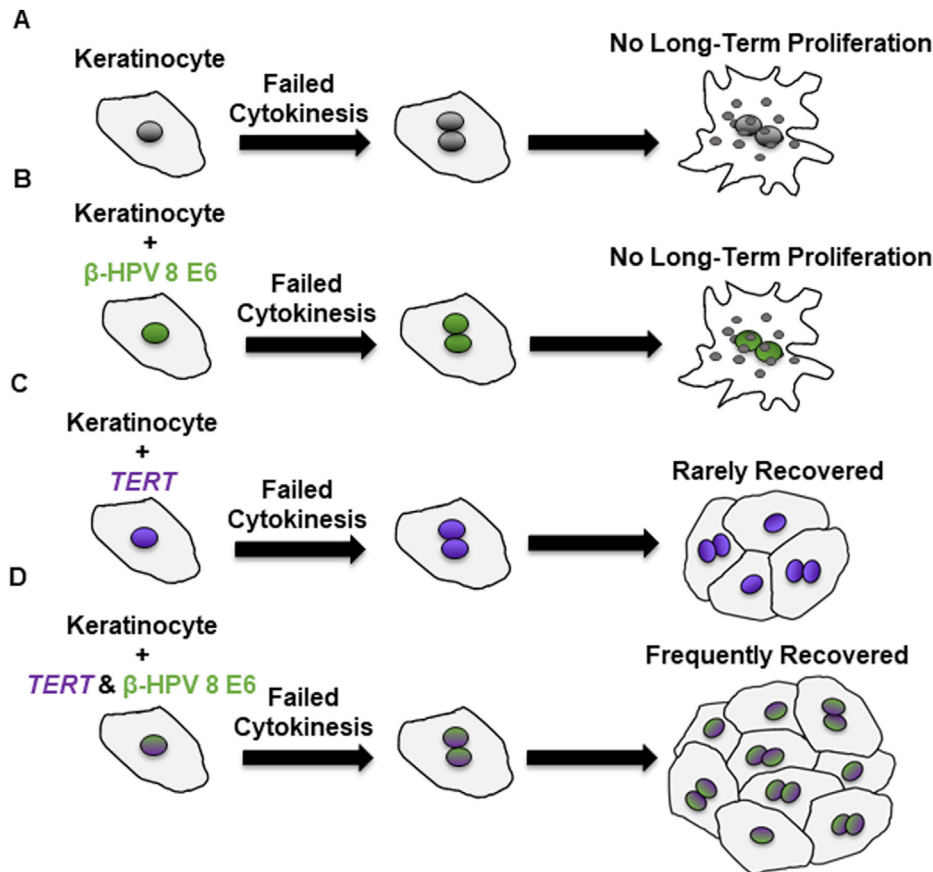 A
Keratinocyte
Failed
Cytokinesis
No Long-Term Proliferation
B
Keratinocyte
+
β-HPV 8 E6
Failed
Cytokinesis
No Long-Term Proliferation
C
Keratinocyte
+
TERT
Failed
Cytokinesis
Rarely Recovered
D
Keratinocyte
+
TERT & β-HPV 8 E6
Failed
Cytokinesis
Frequently Recovered